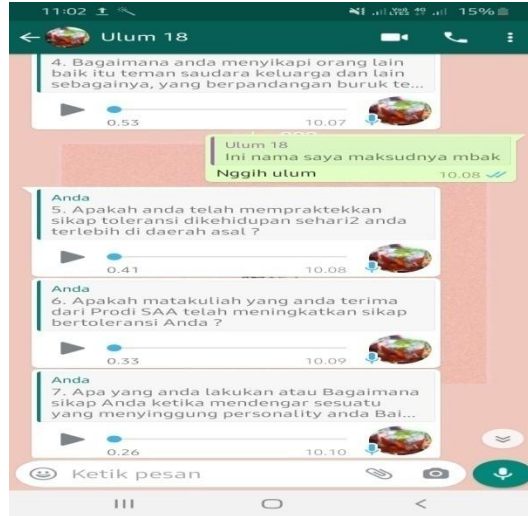 11:02
15%
Ulum 18
4. Bagaimana anda menyikapi orang lain
baik itu teman saudara keluarga dan lain
sebagainya, yang berpandangan buruk te...
0.53 10.07
Ulum 18
Ini nama saya maksudnya mbak
Nggih ulum 10.08
Anda
5. Apakah anda telah mempraktekkan
sikap toleransi dikehidupan sehari2 anda
terlebih di daerah asal ?
0.41 10.08
Anda
6. Apakah matakuliah yang anda terima
dari Prodi SAA telah meningkatkan sikap
bertoleransi Anda ?
0.33 10.09
Anda
7. Apa yang anda lakukan atau Bagaimana
sikap Anda ketika mendengar sesuatu
yang menyinggung personality anda Bai...
0.26 10.10
Ketik pesan